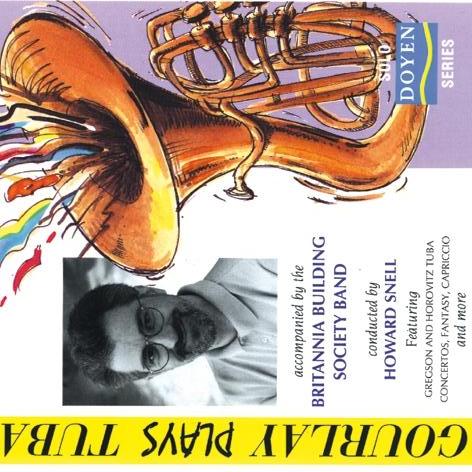 GOURLAY PLAYS TUBA
SOLO
DOYEN
SERIES
accompanied by the
BRITANNIA BUILDING
SOCIETY BAND
conducted by
HOWARD SNELL
Featuring
GREGSON AND HOROVITZ TUBA
CONCERTOS, FANTASY, CAPRICCIO
and more